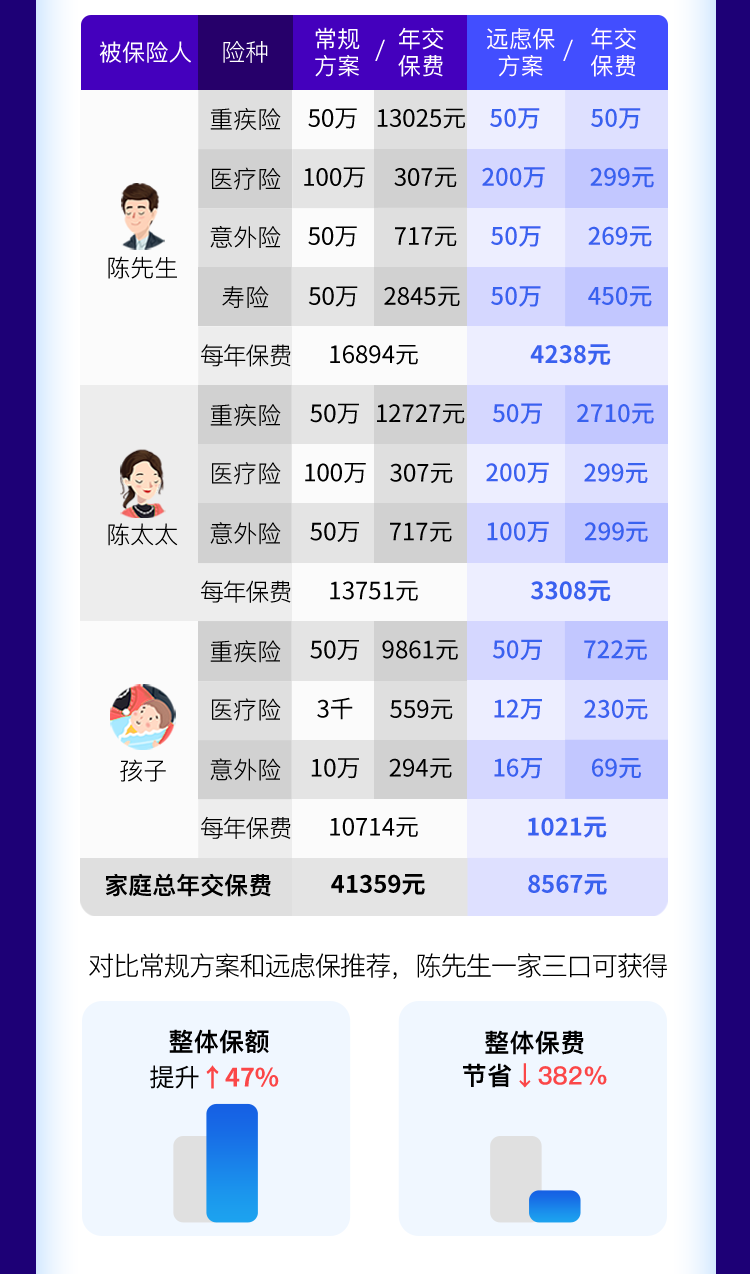 被保险人 险种 常规方案 / 年交保费 远虑保方案 / 年交保费
陈先生
重疾险 50万 13025元 50万 50万
医疗险 100万 307元 200万 299元
意外险 50万 717元 50万 269元
寿险 50万 2845元 50万 450元
每年保费 16894元 4238元
陈太太
重疾险 50万 12727元 50万 2710元
医疗险 100万 307元 200万 299元
意外险 50万 717元 100万 299元
每年保费 13751元 3308元
孩子
重疾险 50万 9861元 50万 722元
医疗险 3千 559元 12万 230元
意外险 10万 294元 16万 69元
每年保费 10714元 1021元
家庭总年交保费 41359元 8567元
对比常规方案和远虑保推荐，陈先生一家三口可获得
整体保额
提升↑47%
整体保费
节省↓382%